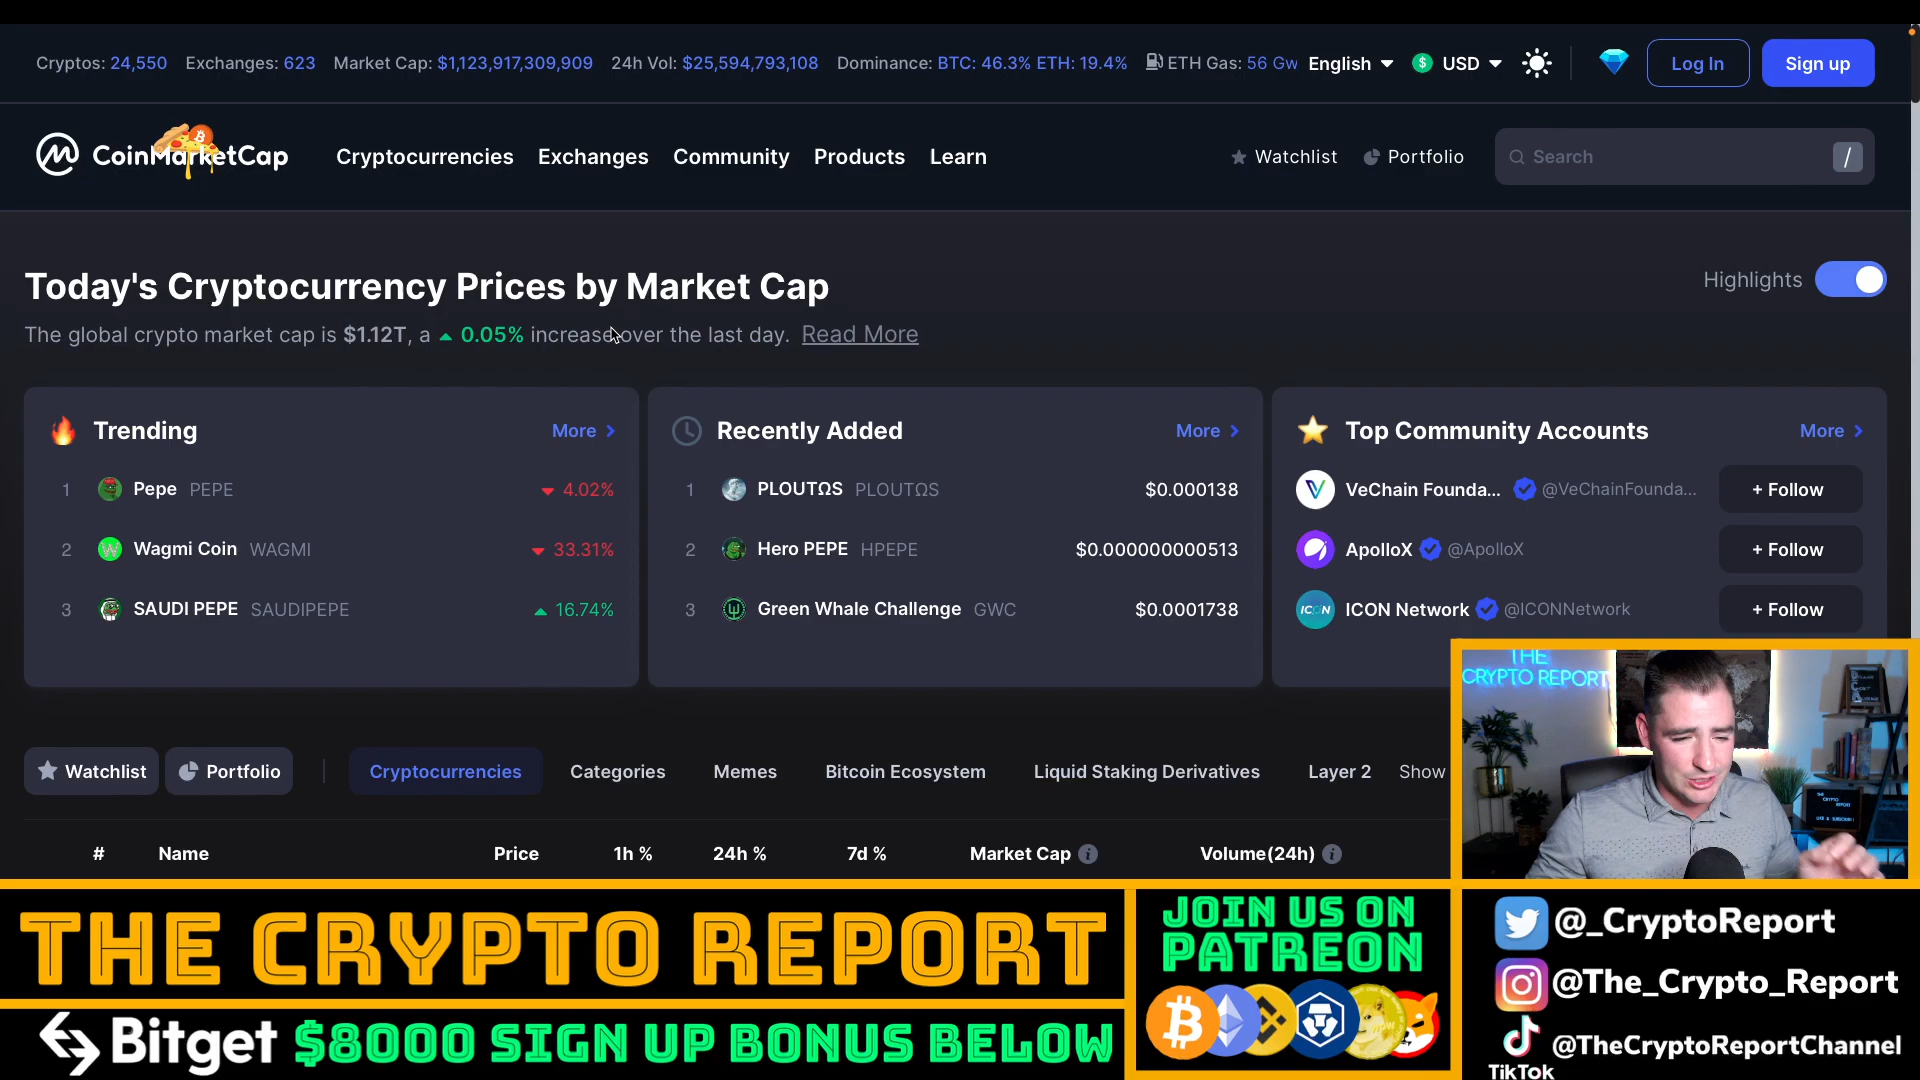 Cryptos: 24,550 Exchanges: 623 Market Cap: $1,123,917,309,909 24h Vol: $25,594,793,108 Dominance: BTC: 46.3% ETH: 19.4% ETH Gas: 56 Gw English $ USD Log In Sign up
CoinMarketCap Cryptocurrencies Exchanges Community Products Learn Watchlist Portfolio Search /
Today's Cryptocurrency Prices by Market Cap
Highlights
The global crypto market cap is $1.12T, a 0.05% increase over the last day. Read More
Trending More
1 Pepe PEPE 4.02%
2 Wagmi Coin WAGMI 33.31%
3 SAUDI PEPE SAUDIPEPE 16.74%
Recently Added More
1 PLOUTΩS PLOUTΩS $0.000138
2 Hero PEPE HPEPE $0.000000000513
3 Green Whale Challenge GWC $0.0001738
Top Community Accounts More
VeChain Founda... @VeChainFounda... + Follow
ApolloX @ApolloX + Follow
ICON Network @ICONNetwork + Follow
Watchlist Portfolio Cryptocurrencies Categories Memes Bitcoin Ecosystem Liquid Staking Derivatives Layer 2 Show
# Name Price 1h % 24h % 7d % Market Cap Volume(24h)
THE
CRYPTO REPORT
THE CRYPTO REPORT
Bitget $8000 SIGN UP BONUS BELOW
JOIN US ON
PATREON
@_CryptoReport
@The_Crypto_Report
@TheCryptoReportChannel
TikTok